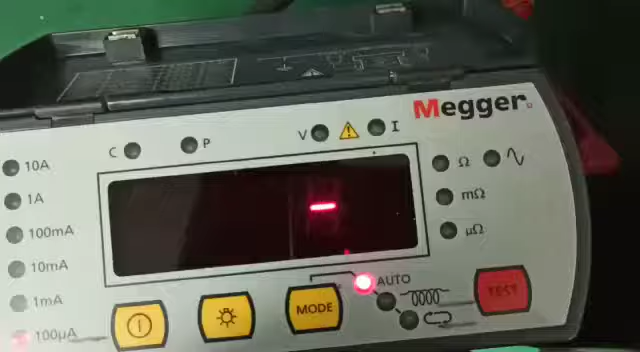 Megger
C P V I
10A
1A
100mA
10mA
1mA
100µA
Ω
mΩ
µΩ
-
MODE
AUTO
TEST